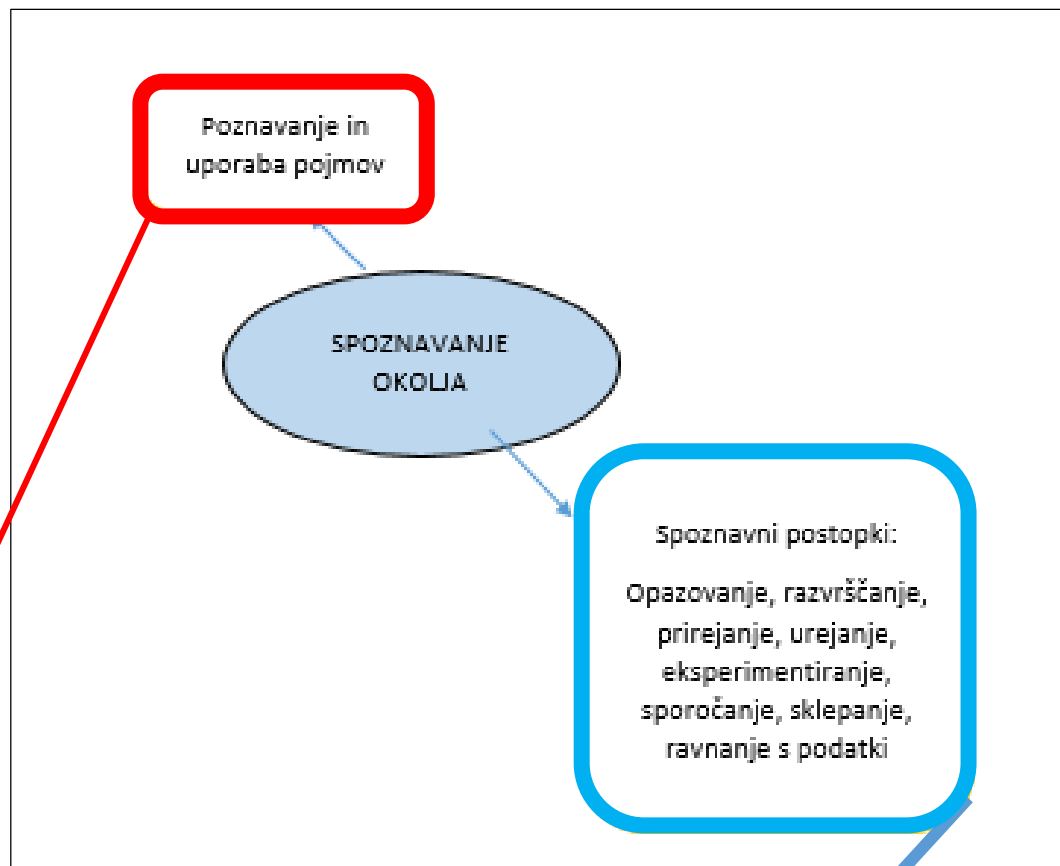 Poznavanje in
uporaba pojmov
SPOZNAVANJE
OKOLJA
Spoznavni postopki:
Opazovanje, razvrščanje,
prirejanje, urejanje,
eksperimentiranje,
sporočanje, sklepanje,
ravnanje s podatki